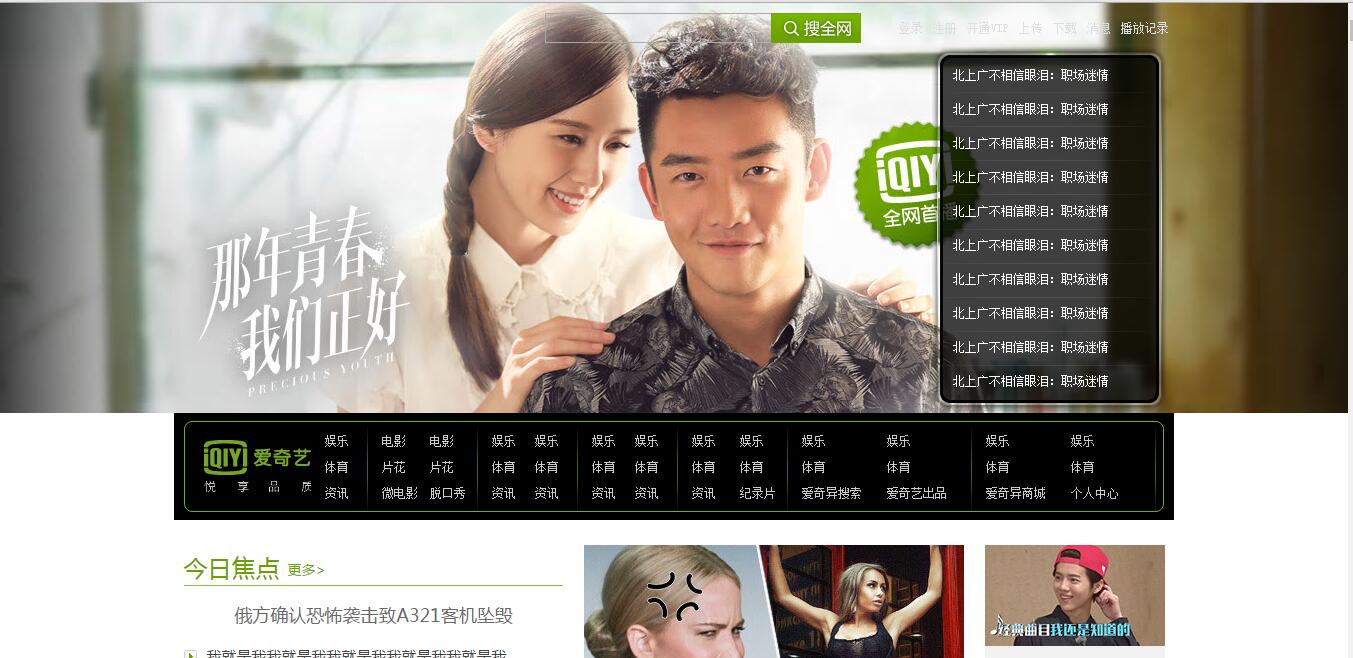 搜全网
登录 注册 开通VIP 上传 下载 消息 播放记录
北上广不相信眼泪：职场迷情
北上广不相信眼泪：职场迷情
北上广不相信眼泪：职场迷情
北上广不相信眼泪：职场迷情
北上广不相信眼泪：职场迷情
北上广不相信眼泪：职场迷情
北上广不相信眼泪：职场迷情
北上广不相信眼泪：职场迷情
北上广不相信眼泪：职场迷情
北上广不相信眼泪：职场迷情
iQIY
全网首播
那年青春
我们正好
PRECIOUS YOUTH
iQIY 爱奇艺
悦享品质
娱乐 电影 电影 娱乐 娱乐 娱乐 娱乐 娱乐 娱乐 娱乐 娱乐 娱乐 娱乐
体育 片花 片花 体育 体育 体育 体育 体育 体育 体育 体育 体育 体育
资讯 微电影 脱口秀 资讯 资讯 资讯 资讯 资讯 纪录片 爱奇异搜索 爱奇艺出品 爱奇异商城 个人中心
今日焦点 更多>
俄方确认恐怖袭击致A321客机坠毁
我就是我我就是我我就是我我就是我我就是我
经典曲目我还是知道的